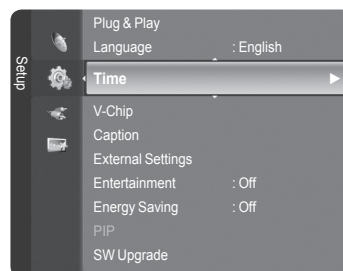 Setup
Plug & Play
Language : English
Time
V-Chip
Caption
External Settings
Entertainment : Off
Energy Saving : Off
PIP
SW Upgrade